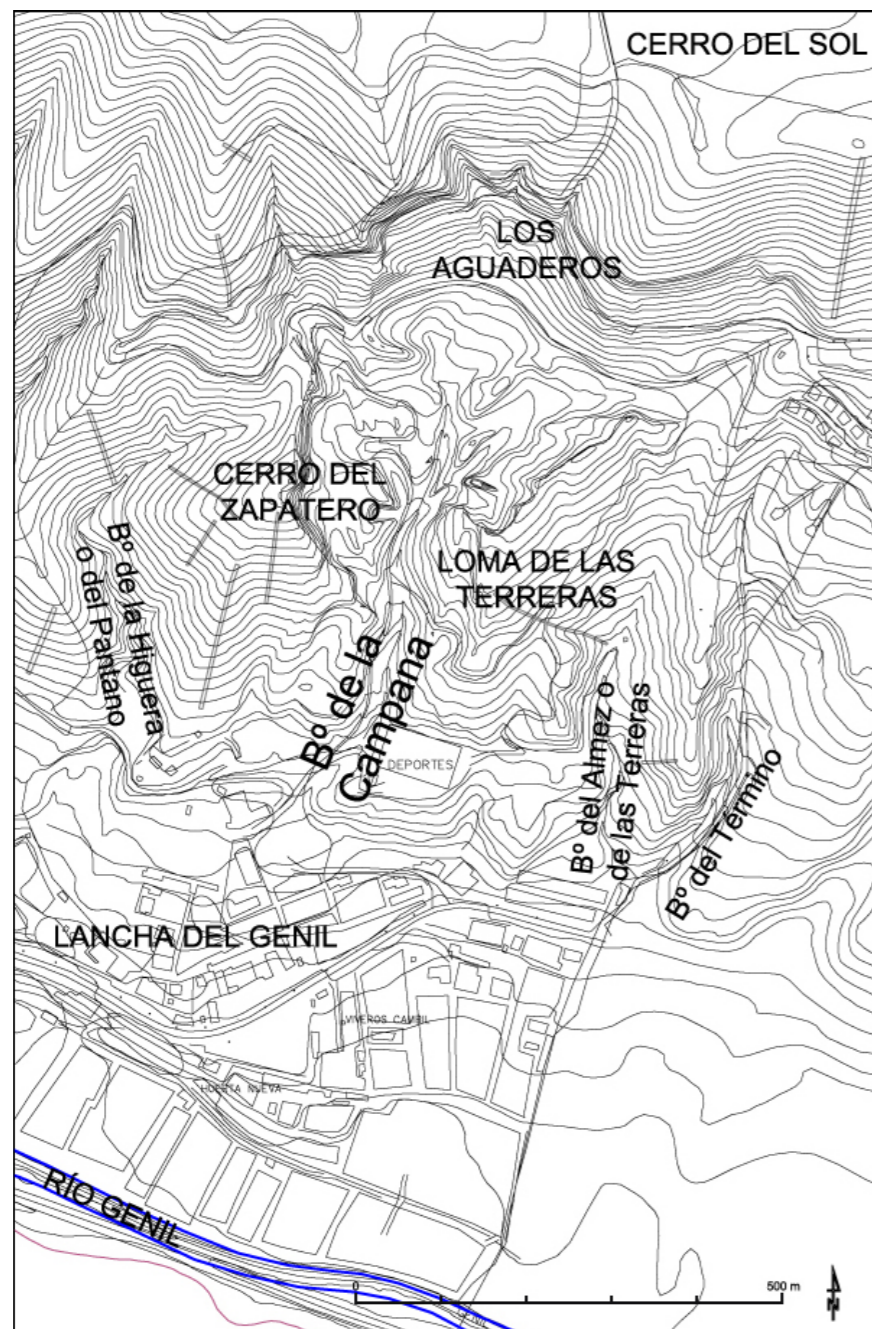 CERRO DEL SOL
LOS
AGUADEROS
CERRO DEL
ZAPATERO
LOMA DE LAS
TERRERAS
Bº de la Higuera
o del Pantano
Bº de la
Campana
DEPORTES
Bº del Almez o
de las Terreras
Bº del Término
LANCHA DEL GENIL
VIVEROS CAMBIL
HUERTA NUEVA
RÍO GENIL
0
500 m
GENIL
N